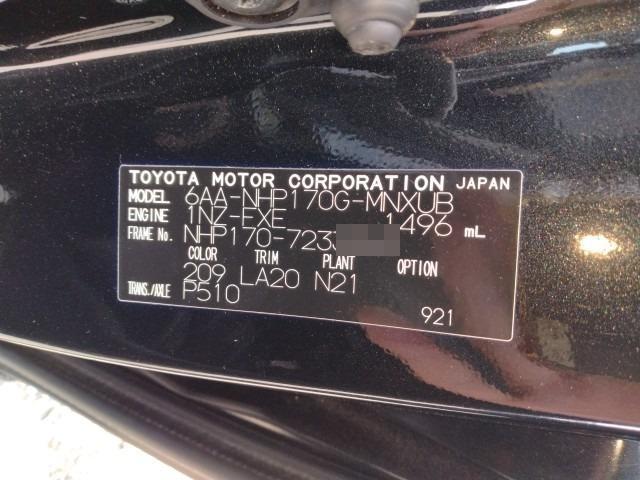 TOYOTA MOTOR CORPORATION JAPAN
MODEL 6AA-NHP170G-MNXUB
ENGINE 1NZ-FXE 1496 mL
FRAME No. NHP170-723
COLOR TRIM PLANT OPTION
209 LA20 N21
TRANS./AXLE P510
921